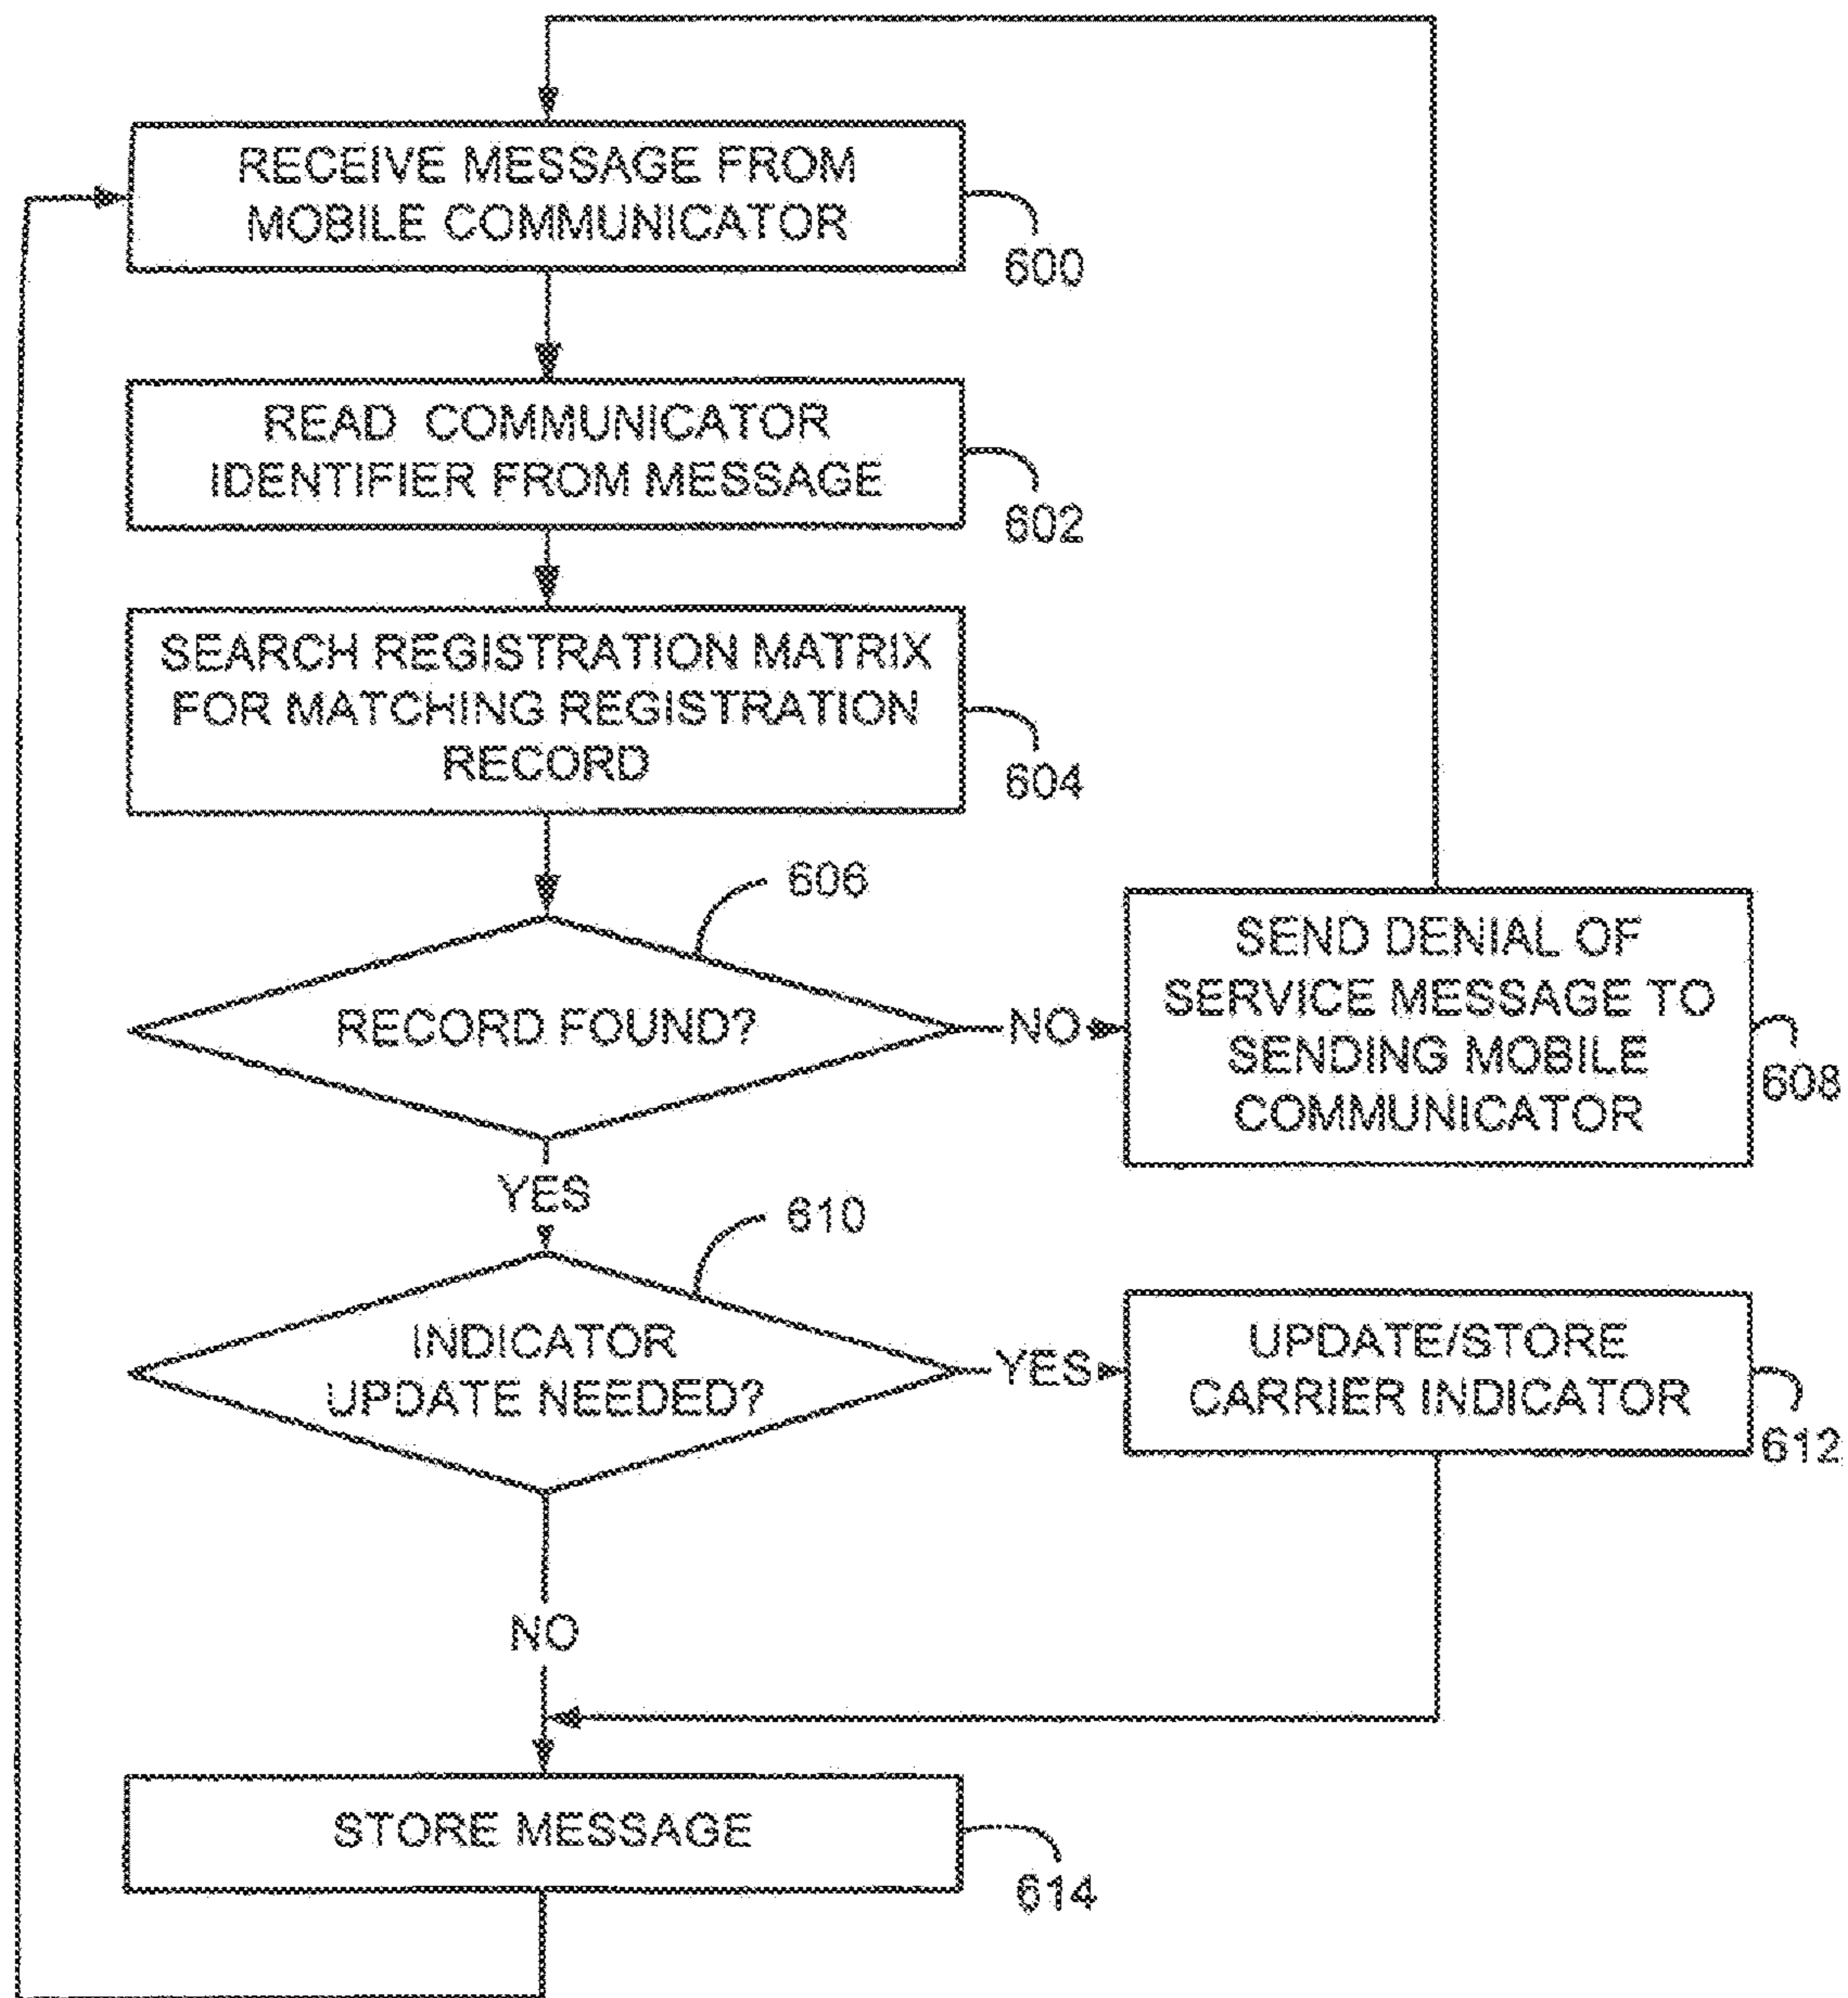 RECEIVE MESSAGE FROM
MOBILE COMMUNICATOR
600
READ COMMUNICATOR
IDENTIFIER FROM MESSAGE
602
SEARCH REGISTRATION MATRIX
FOR MATCHING REGISTRATION
RECORD
604
606
RECORD FOUND?
NO
SEND DENIAL OF
SERVICE MESSAGE TO
SENDING MOBILE
COMMUNICATOR
608
YES
610
INDICATOR
UPDATE NEEDED?
YES
UPDATE/STORE
CARRIER INDICATOR
612
NO
STORE MESSAGE
614